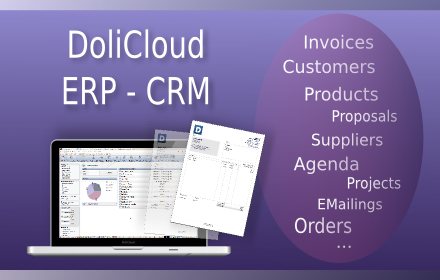 DoliCloud
ERP - CRM
Invoices
Customers
Products
Proposals
Suppliers
Agenda
Projects
EMailings
Orders
...
D
D